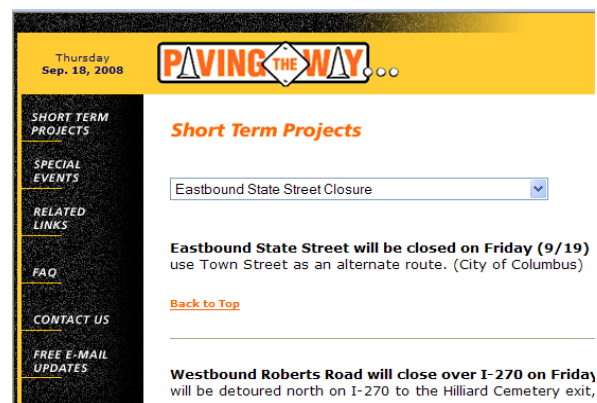 Thursday
Sep. 18, 2008
PAVING THE WAY...
SHORT TERM
PROJECTS
SPECIAL
EVENTS
RELATED
LINKS
FAQ
CONTACT US
FREE E-MAIL
UPDATES
Short Term Projects
Eastbound State Street Closure
Eastbound State Street will be closed on Friday (9/19)
use Town Street as an alternate route. (City of Columbus)
Back to Top
Westbound Roberts Road will close over I-270 on Friday
will be detoured north on I-270 to the Hilliard Cemetery exit,